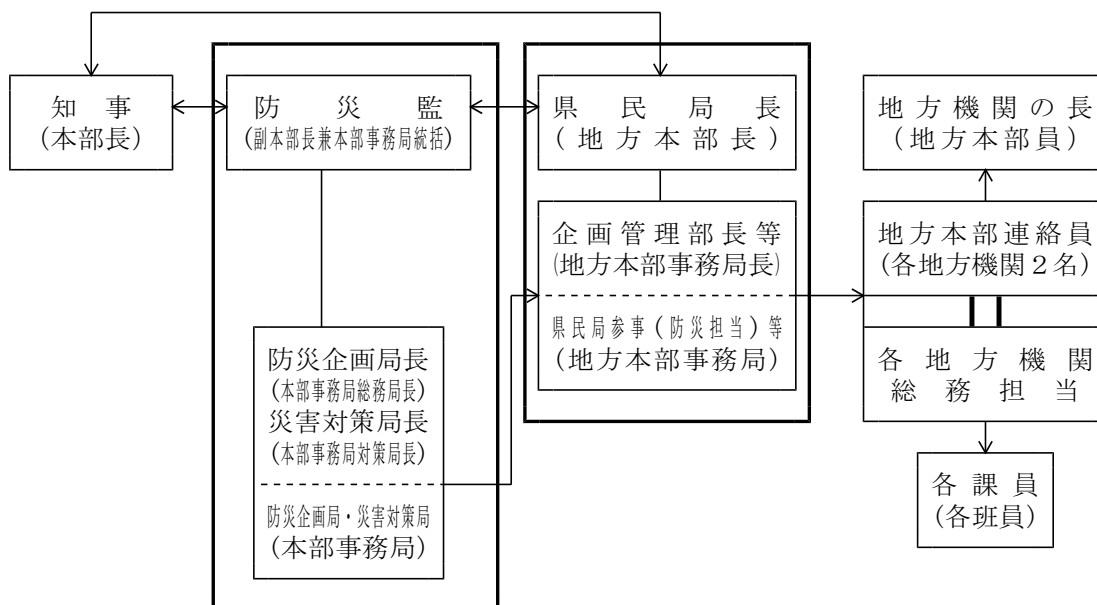 知事
(本部長)
防災監
(副本部長兼本部事務局統括)
県民局長
(地方本部長)
地方機関の長
(地方本部員)
企画管理部長等
(地方本部事務局長)
県民局参事(防災担当)等
(地方本部事務局)
地方本部連絡員
(各地方機関2名)
各地方機関
総務担当
防災企画局長
(本部事務局総務局長)
災害対策局長
(本部事務局対策局長)
防災企画局・災害対策局
(本部事務局)
各課員
(各班員)